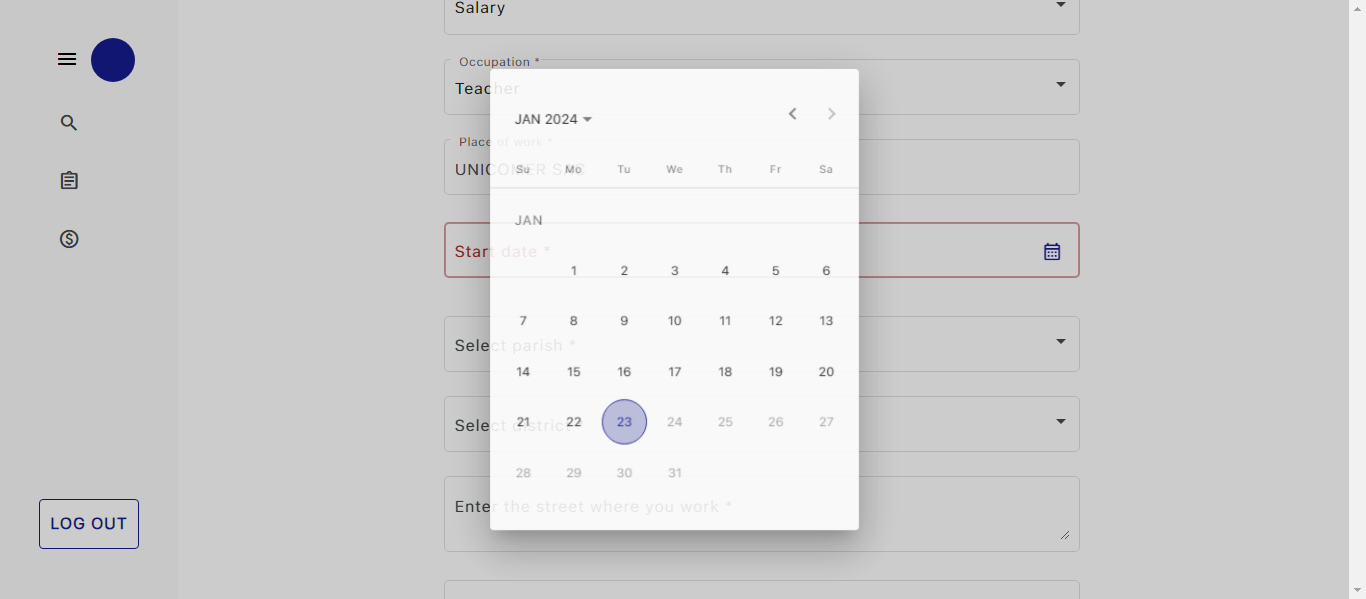 Salary
Occupation *
Teacher
JAN 2024
Place of work *
UNICOMER SAC
Su Mo Tu We Th Fr Sa
JAN
Start date *
1 2 3 4 5 6
7 8 9 10 11 12 13
Select parish *
14 15 16 17 18 19 20
21 22 23 24 25 26 27
Select district *
28 29 30 31
Enter the street where you work *
LOG OUT